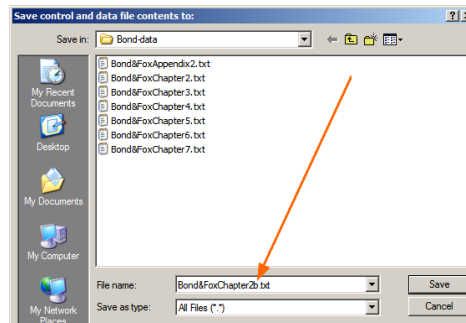 Save control and data file contents to:
Save in: Bond-data
Bond&FoxAppendix2.txt
Bond&FoxChapter2.txt
Bond&FoxChapter3.txt
Bond&FoxChapter4.txt
Bond&FoxChapter5.txt
Bond&FoxChapter6.txt
Bond&FoxChapter7.txt
My Recent
Documents
Desktop
My Documents
My Computer
My Network
Places
File name: Bond&FoxChapter2b.txt Save
Save as type: All Files (*.*) Cancel